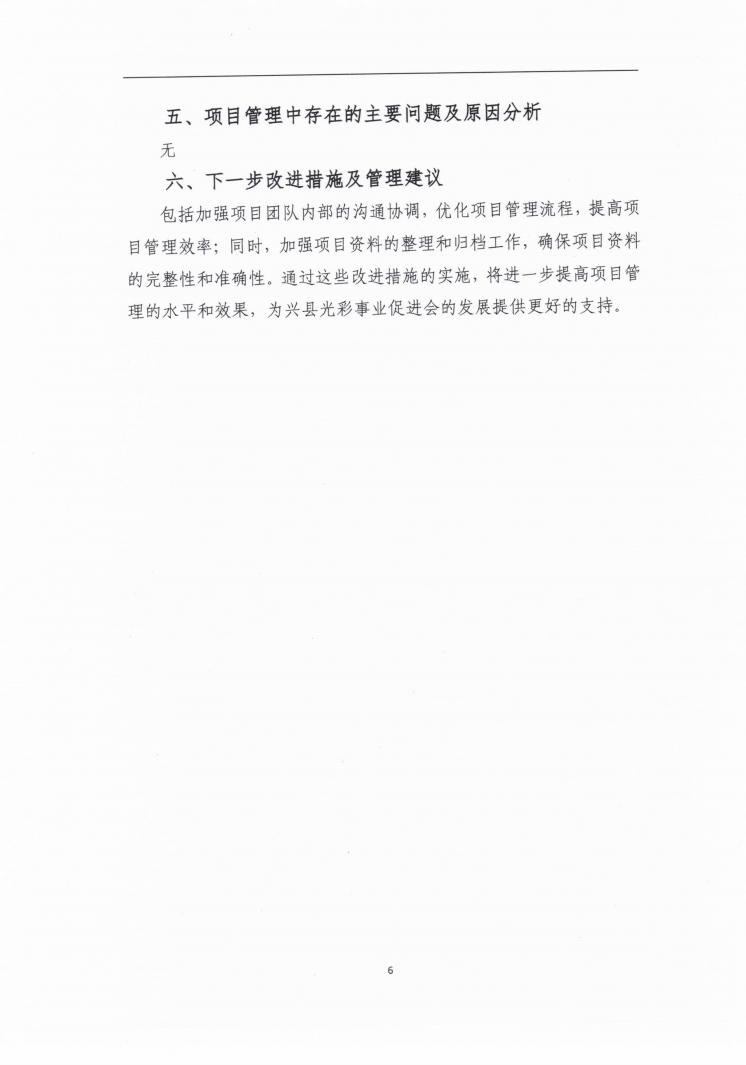 五、项目管理中存在的主要问题及原因分析
无
六、下一步改进措施及管理建议
包括加强项目团队内部的沟通协调，优化项目管理流程，提高项
目管理效率；同时，加强项目资料的整理和归档工作，确保项目资料
的完整性和准确性。通过这些改进措施的实施，将进一步提高项目管
理的水平和效果，为兴县光彩事业促进会的发展提供更好的支持。
6